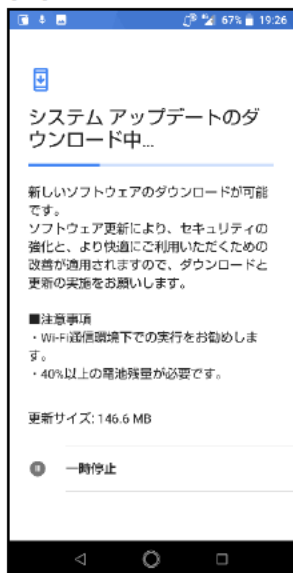 67% 19:26
システム アップデートのダ
ウンロード中...
新しいソフトウェアのダウンロードが可能
です。
ソフトウェア更新により、セキュリティの
強化と、より快適にご利用いただくための
改善が適用されますので、ダウンロードと
更新の実施をお願いします。
■注意事項
・Wi-Fi通信環境下での実行をお勧めしま
す。
・40%以上の電池残量が必要です。
更新サイズ: 146.6 MB
一時停止